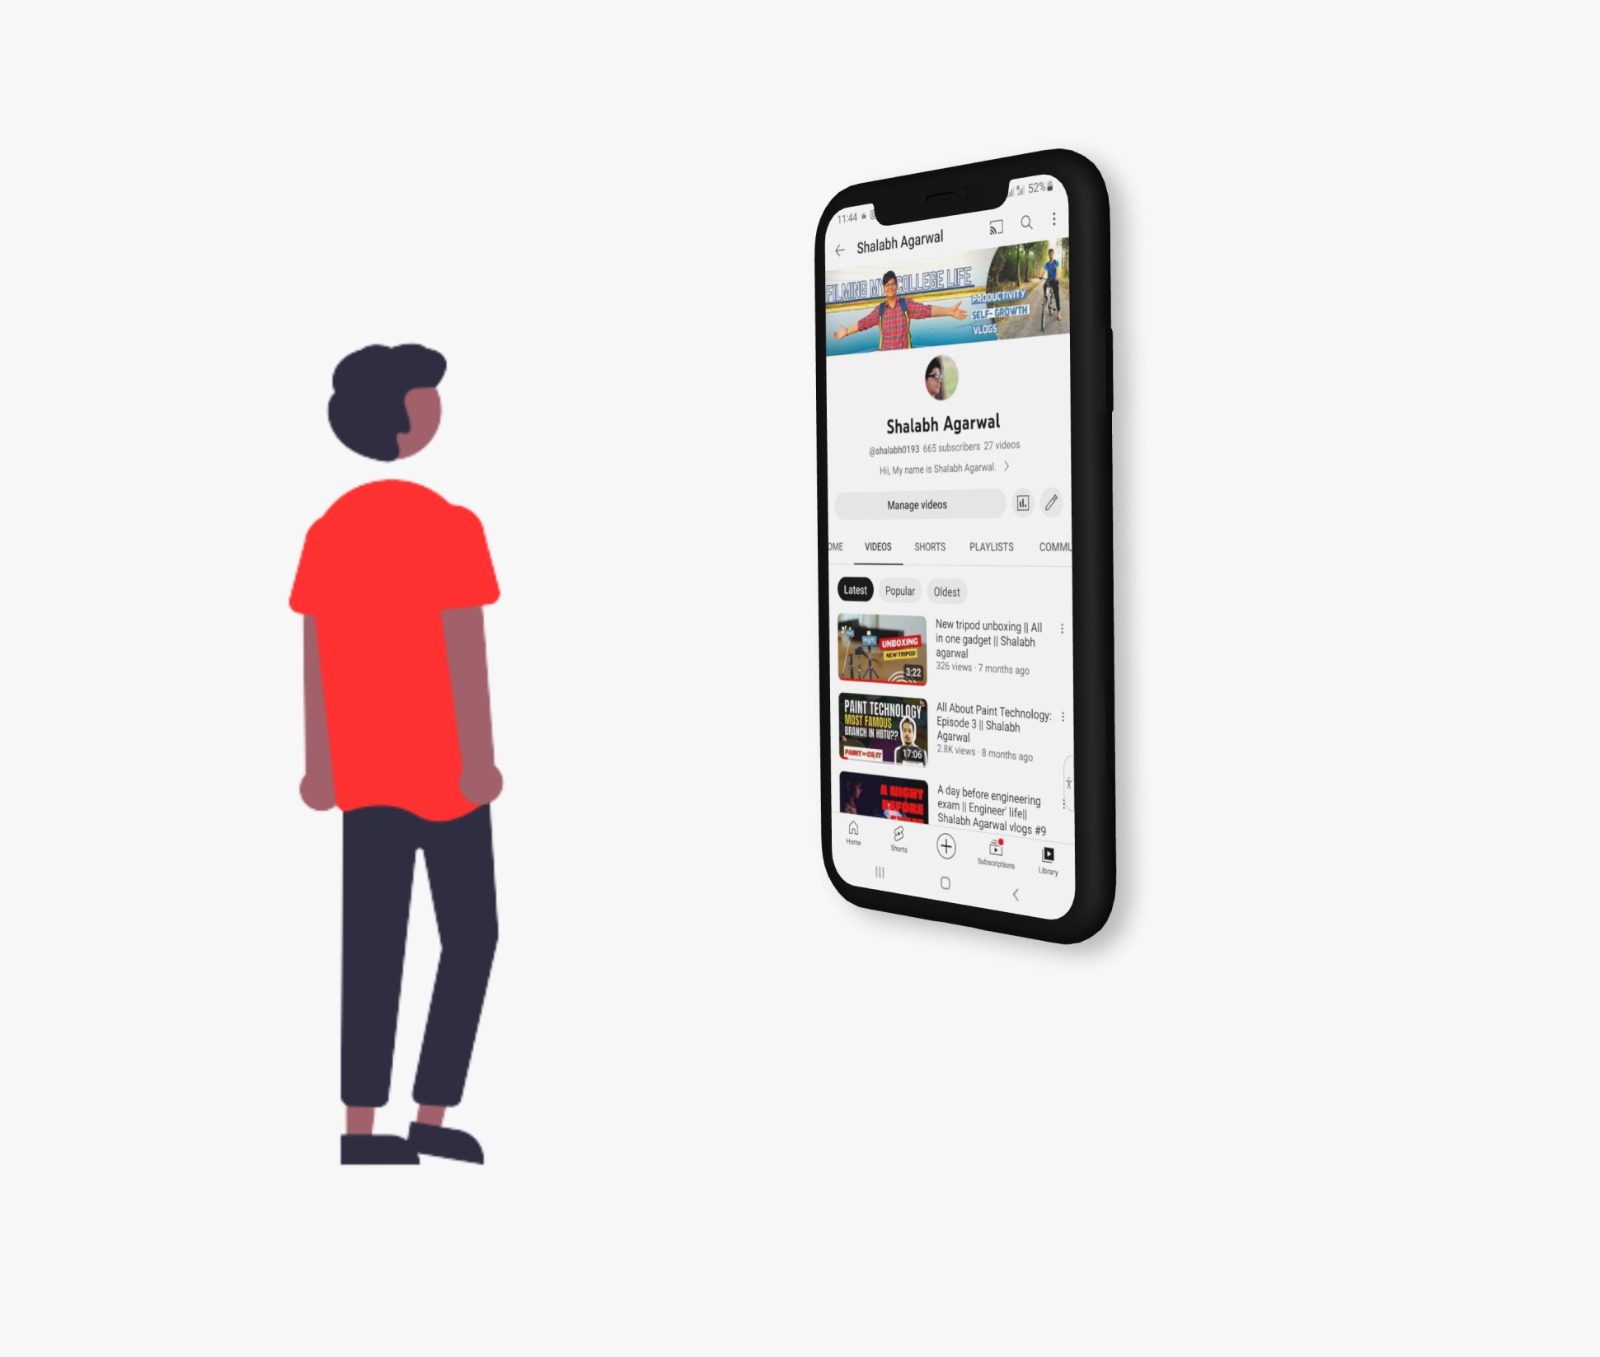 11:44
52%
Shalabh Agarwal
FILMING MY COLLEGE LIFE
PRODUCTIVITY
SELF- GROWTH
VLOGS
Shalabh Agarwal
@shalabh0193 665 subscribers 27 videos
Hii, My name is Shalabh Agarwal.
Manage videos
OME VIDEOS SHORTS PLAYLISTS COMMU
Latest Popular Oldest
UNBOXING
NEW TRIPOD
3:22
New tripod unboxing || All
in one gadget || Shalabh
agarwal
326 views · 7 months ago
PAINT TECHNOLOGY
MOST FAMOUS
BRANCH IN HBTU??
PAINT >> CS/IT
17:06
All About Paint Technology:
Episode 3 || Shalabh
Agarwal
2.8K views · 8 months ago
A NIGHT
BEFORE
A day before engineering
exam || Engineer' life||
Shalabh Agarwal vlogs #9
Home Shorts Subscriptions Library